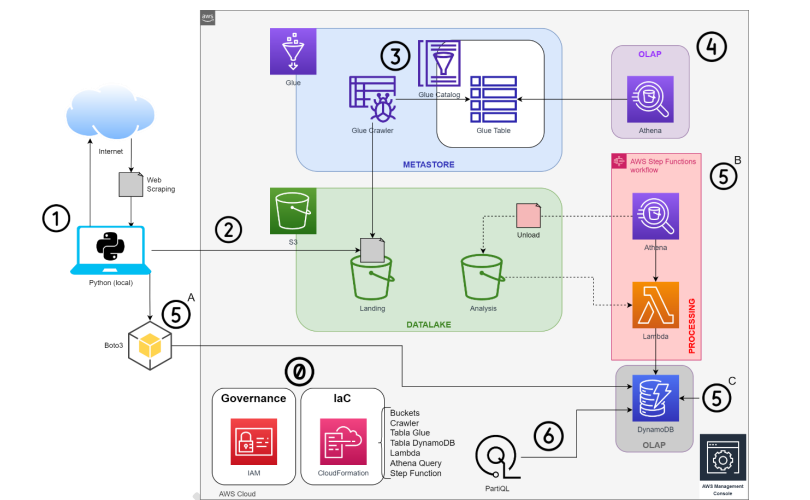 aws
Glue
3
Glue Catalog
Glue Crawler
Glue Table
METASTORE
OLAP
4
Athena
Internet
Web
Scraping
1
Python (local)
2
S3
Landing
Analysis
Unload
DATALAKE
AWS Step Functions
workflow
B
5
Athena
Lambda
PROCESSING
A
5
Boto3
0
Governance
IAM
IaC
CloudFormation
Buckets
Crawler
Tabla Glue
Tabla DynamoDB
Lambda
Athena Query
Step Function
6
PartiQL
DynamoDB
OLAP
C
5
AWS Management
Console
AWS Cloud